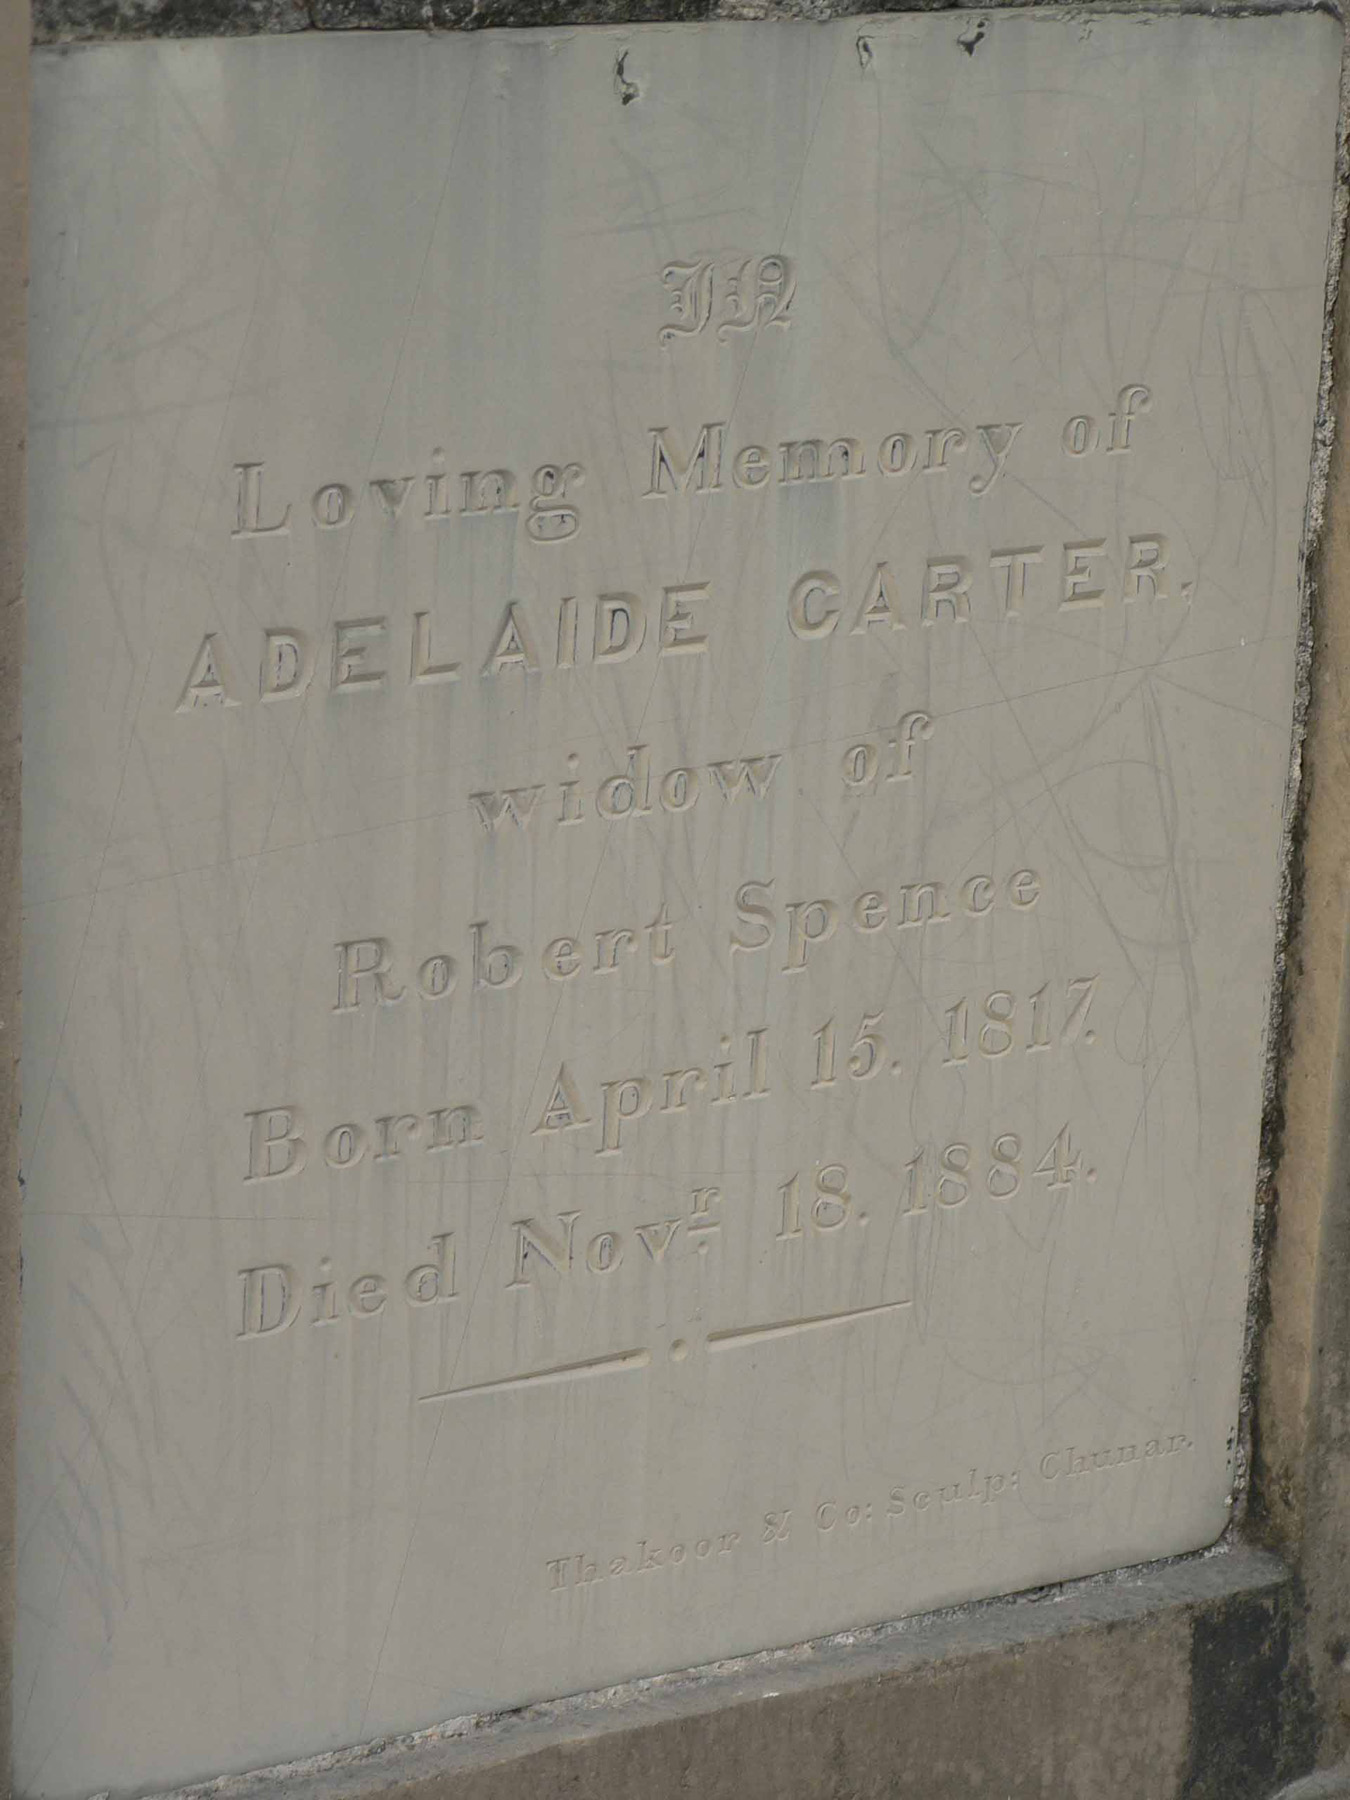 IN
Loving Memory of
ADELAIDE CARTER,
widow of
Robert Spence
Born April 15. 1817.
Died Novr 18. 1884.
Thakoor & Co: Sculp: Chunar.